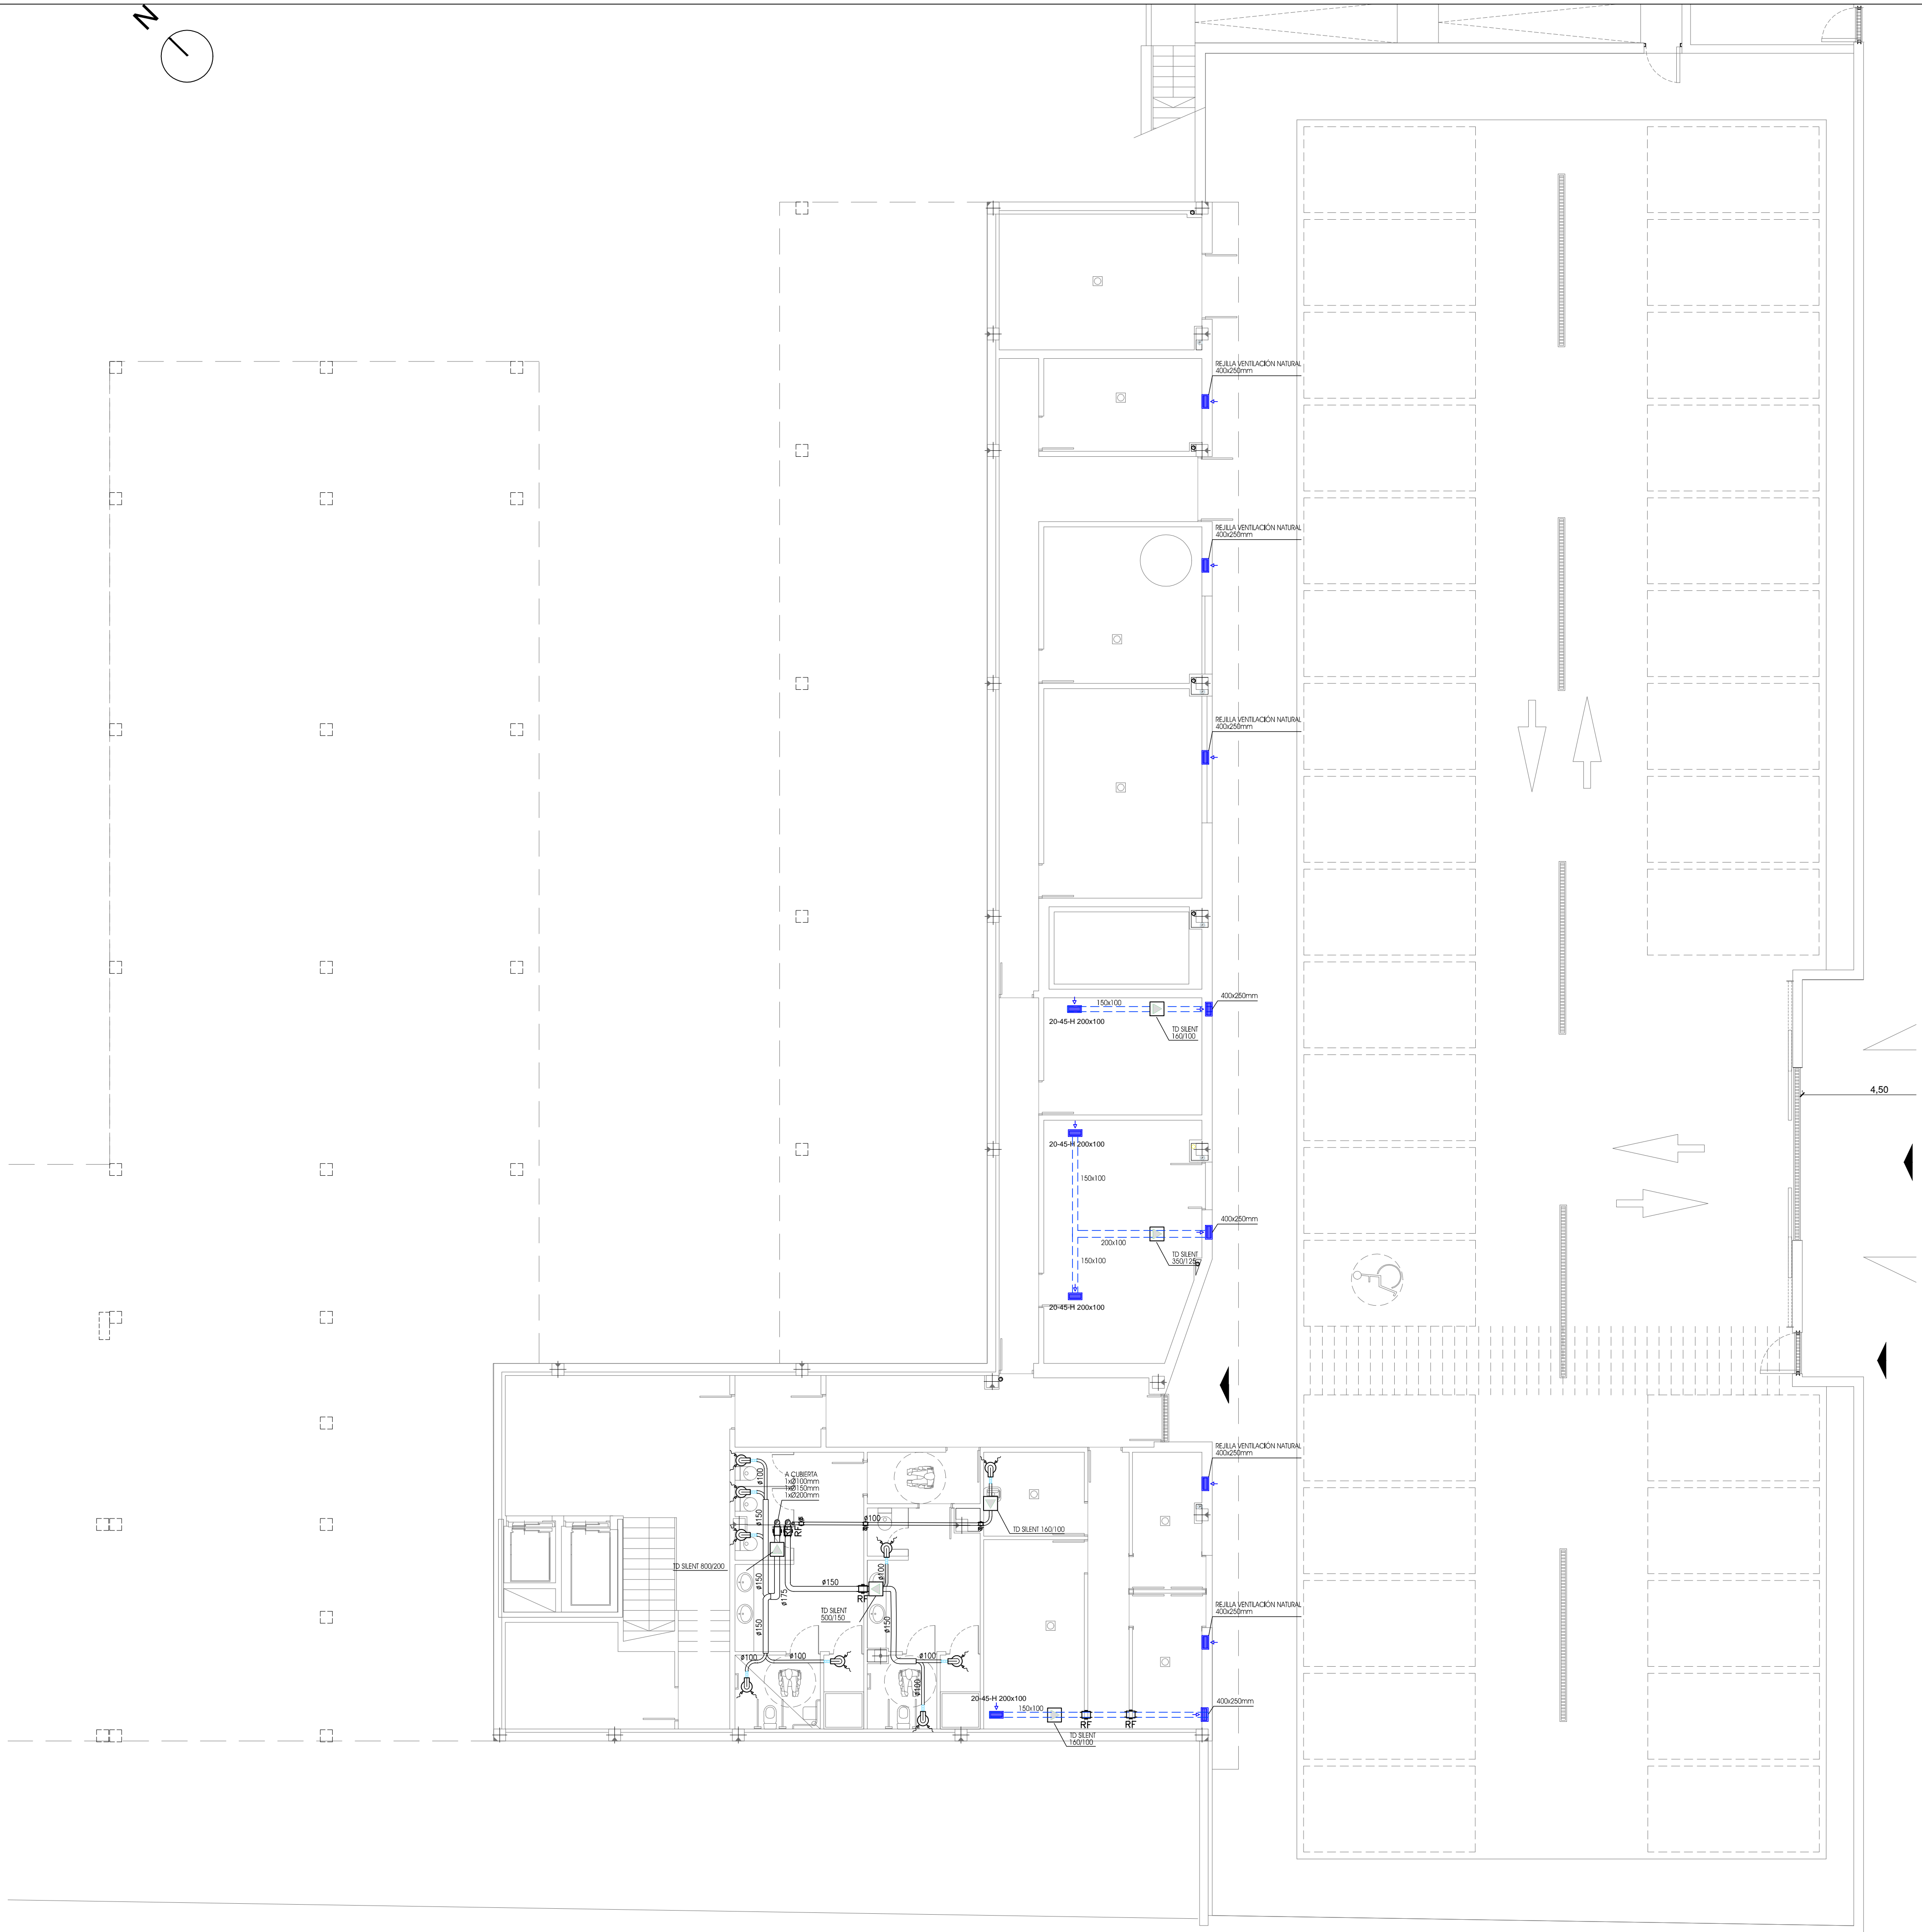 N
REJILLA VENTILACIÓN NATURAL
400x250mm
REJILLA VENTILACIÓN NATURAL
400x250mm
REJILLA VENTILACIÓN NATURAL
400x250mm
150x100
400x250mm
20-45-H 200x100
TD SILENT
160/100
4,50
20-45-H 200x100
150x100
400x250mm
200x100
TD SILENT
350/125
150x100
20-45-H 200x100
REJILLA VENTILACIÓN NATURAL
400x250mm
A CUBIERTA
1xØ100mm
1xØ150mm
1xØ200mm
ø100
ø150
RF
RF
ø100
TD SILENT 160/100
TD SILENT 800/200
ø150
ø175
ø150
RF
ø100
TD SILENT
500/150
ø150
ø150
REJILLA VENTILACIÓN NATURAL
400x250mm
ø100
ø100
ø100
ø100
20-45-H 200x100
150x100
400x250mm
RF
RF
TD SILENT
160/100